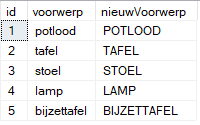 id voorwerp nieuwVoorwerp
1 potlood POTLOOD
2 tafel TAFEL
3 stoel STOEL
4 lamp LAMP
5 bijzettafel BIJZETTAFEL